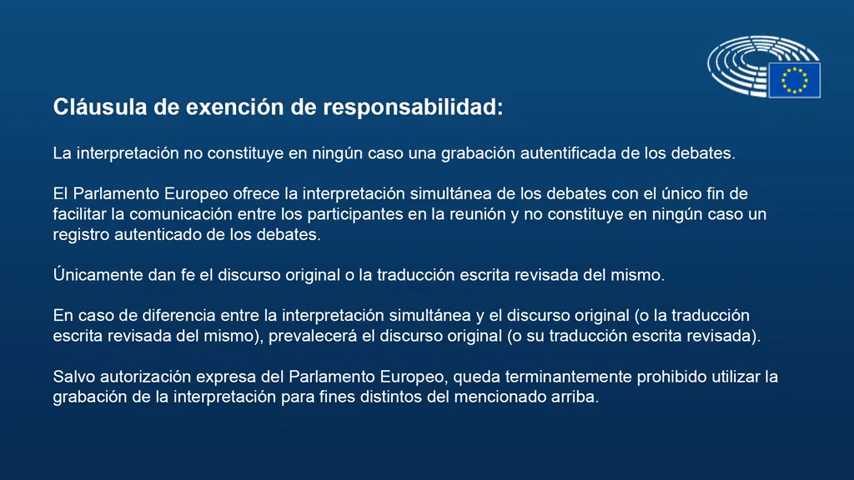 Cláusula de exención de responsabilidad:
La interpretación no constituye en ningún caso una grabación autentificada de los debates.
El Parlamento Europeo ofrece la interpretación simultánea de los debates con el único fin de
facilitar la comunicación entre los participantes en la reunión y no constituye en ningún caso un
registro autenticado de los debates.
Únicamente dan fe el discurso original o la traducción escrita revisada del mismo.
En caso de diferencia entre la interpretación simultánea y el discurso original (o la traducción
escrita revisada del mismo), prevalecerá el discurso original (o su traducción escrita revisada).
Salvo autorización expresa del Parlamento Europeo, queda terminantemente prohibido utilizar la
grabación de la interpretación para fines distintos del mencionado arriba.